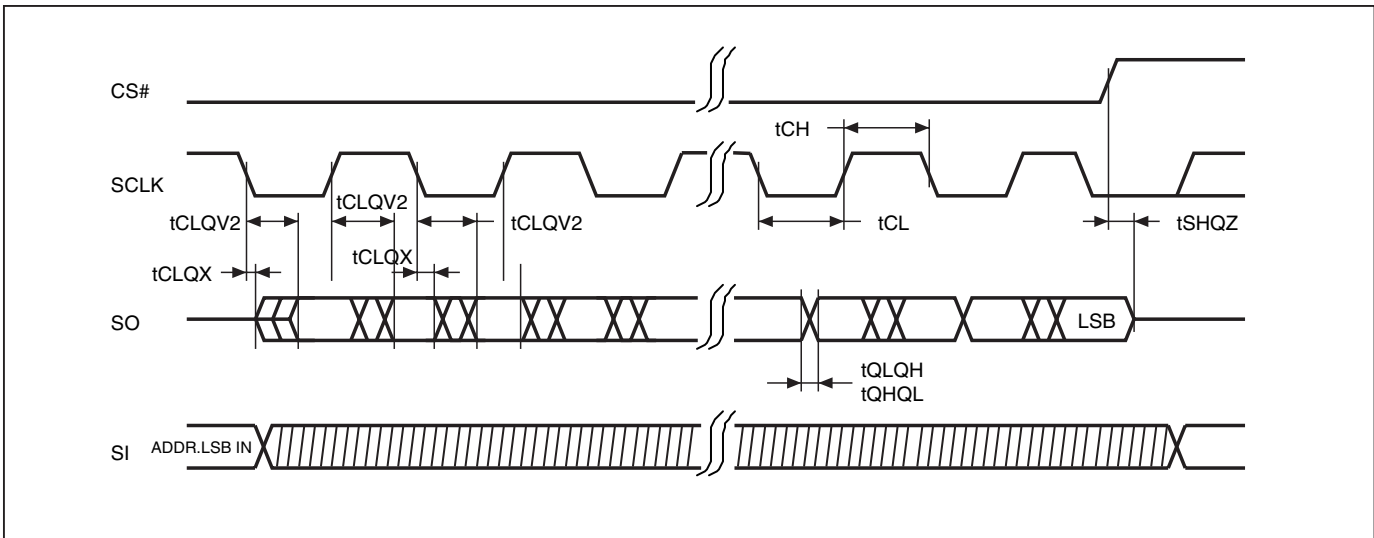 CS#
tCH
SCLK
tCLQV2
tCLQV2
tCLQV2
tCL
tSHQZ
tCLQX
tCLQX
SO
LSB
tQLQH
tQHQL
SI
ADDR.LSB IN